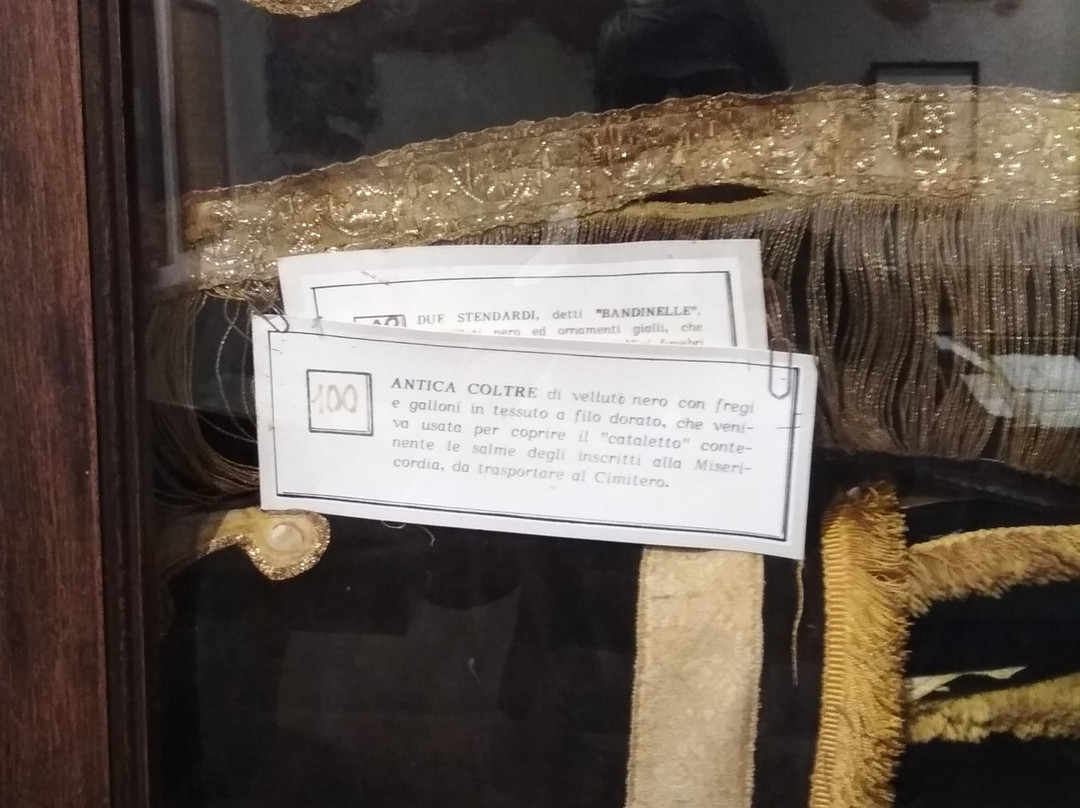 DUE STENDARDI, detti "BANDINELLE".
nero ed ornamenti gialli, che
100
ANTICA COLTRE di velluto nero con fregi
e galloni in tessuto a filo dorato, che veni-
va usata per coprire il "cataletto" conte-
nente le salme degli inscritti alla Miseri-
cordia, da trasportare al Cimitero.